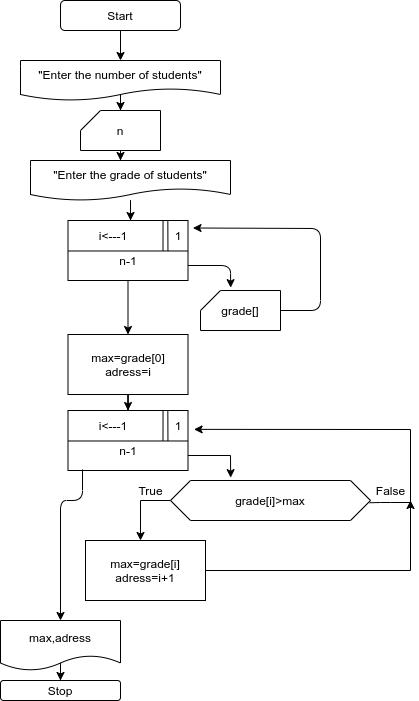 Start
"Enter the number of students"
n
"Enter the grade of students"
i<---1
1
n-1
grade[]
max=grade[0]
adress=i
i<---1
1
n-1
True
grade[i]>max
False
max=grade[i]
adress=i+1
max,adress
Stop